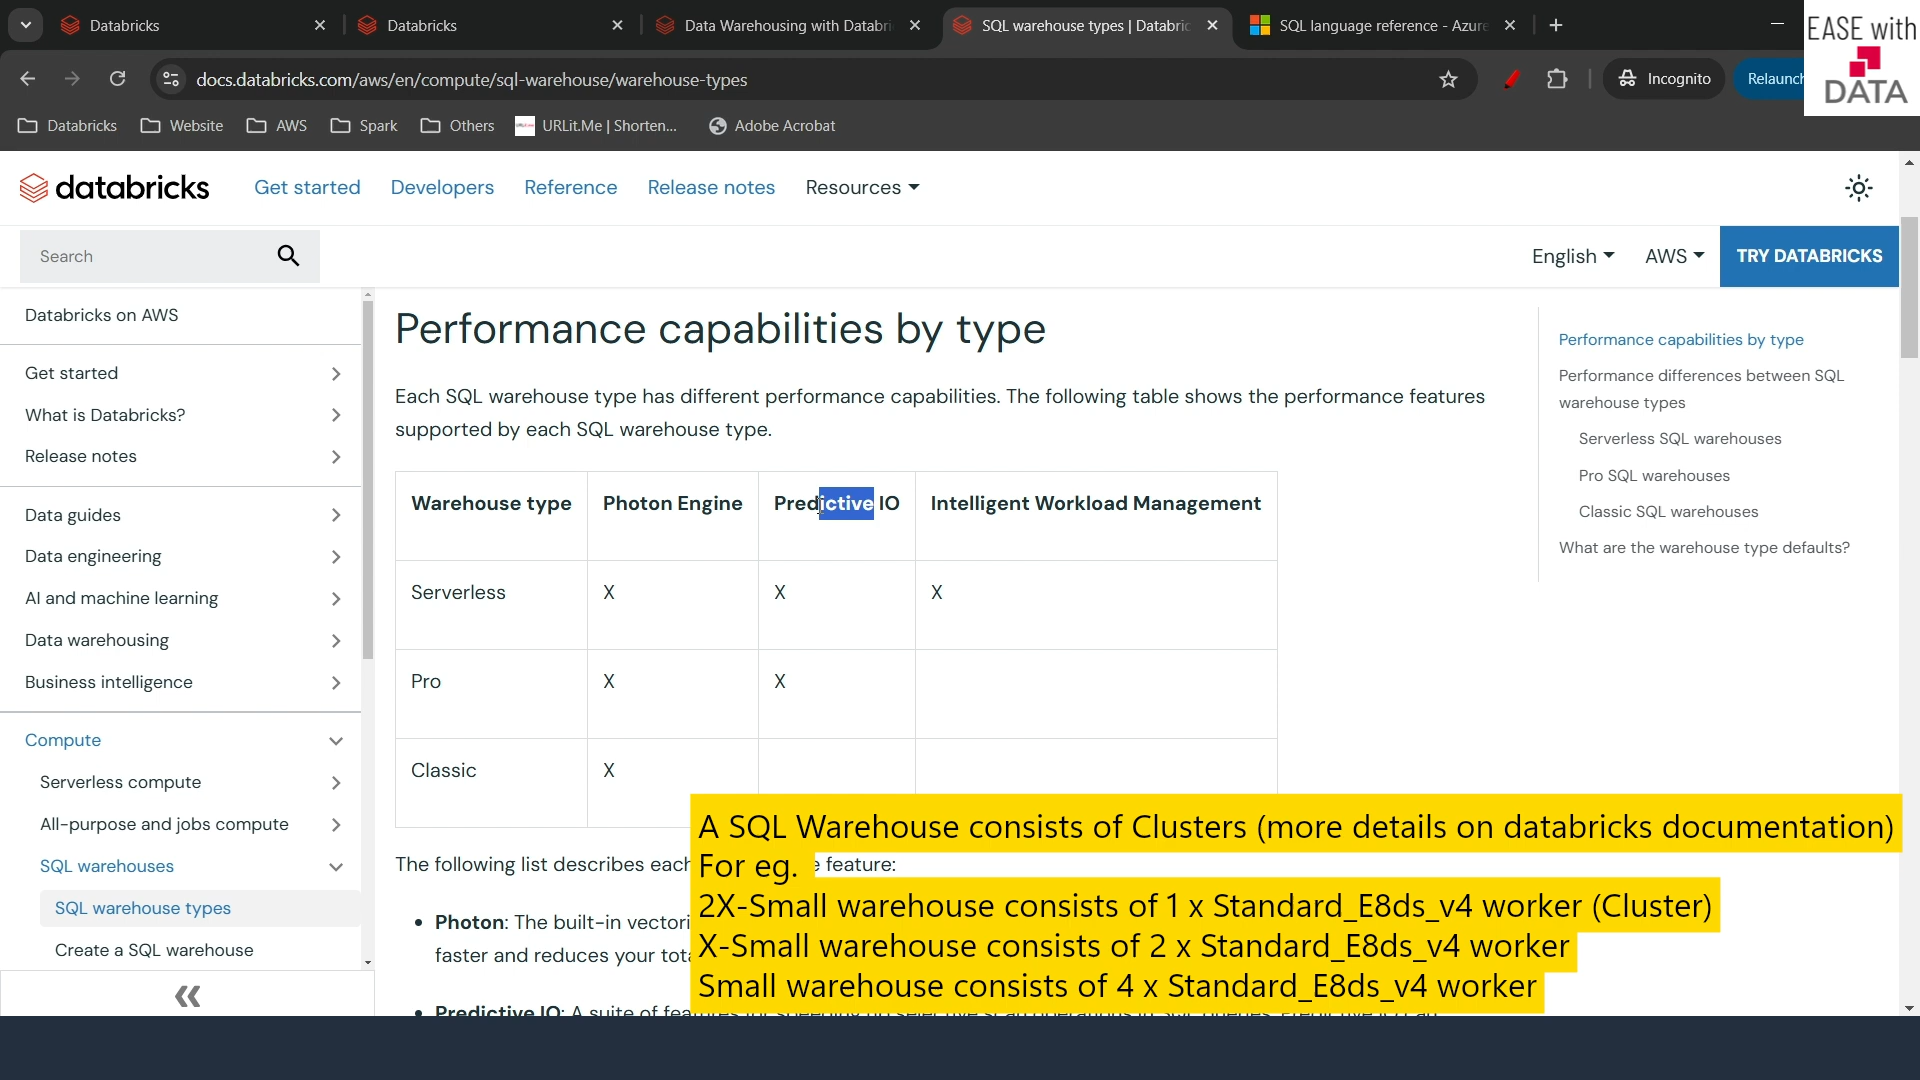 Databricks
Databricks
Data Warehousing with Databri
SQL warehouse types | Databric
SQL language reference - Azure
EASE with
DATA
docs.databricks.com/aws/en/compute/sql-warehouse/warehouse-types
Incognito
Relaunch
Databricks
Website
AWS
Spark
Others
URLit.Me | Shorten...
Adobe Acrobat
databricks
Get started
Developers
Reference
Release notes
Resources
Search
English
AWS
TRY DATABRICKS
Databricks on AWS
Get started
What is Databricks?
Release notes
Data guides
Data engineering
AI and machine learning
Data warehousing
Business intelligence
Compute
Serverless compute
All-purpose and jobs compute
SQL warehouses
SQL warehouse types
Create a SQL warehouse
Performance capabilities by type
Each SQL warehouse type has different performance capabilities. The following table shows the performance features
supported by each SQL warehouse type.
Warehouse type Photon Engine Predictive IO Intelligent Workload Management
Serverless X X X
Pro X X
Classic X
The following list describes each
feature:
Photon: The built-in vectori
faster and reduces your tota
Predictive IO: A suite of
Performance capabilities by type
Performance differences between SQL
warehouse types
Serverless SQL warehouses
Pro SQL warehouses
Classic SQL warehouses
What are the warehouse type defaults?
A SQL Warehouse consists of Clusters (more details on databricks documentation)
For eg.
2X-Small warehouse consists of 1 x Standard_E8ds_v4 worker (Cluster)
X-Small warehouse consists of 2 x Standard_E8ds_v4 worker
Small warehouse consists of 4 x Standard_E8ds_v4 worker